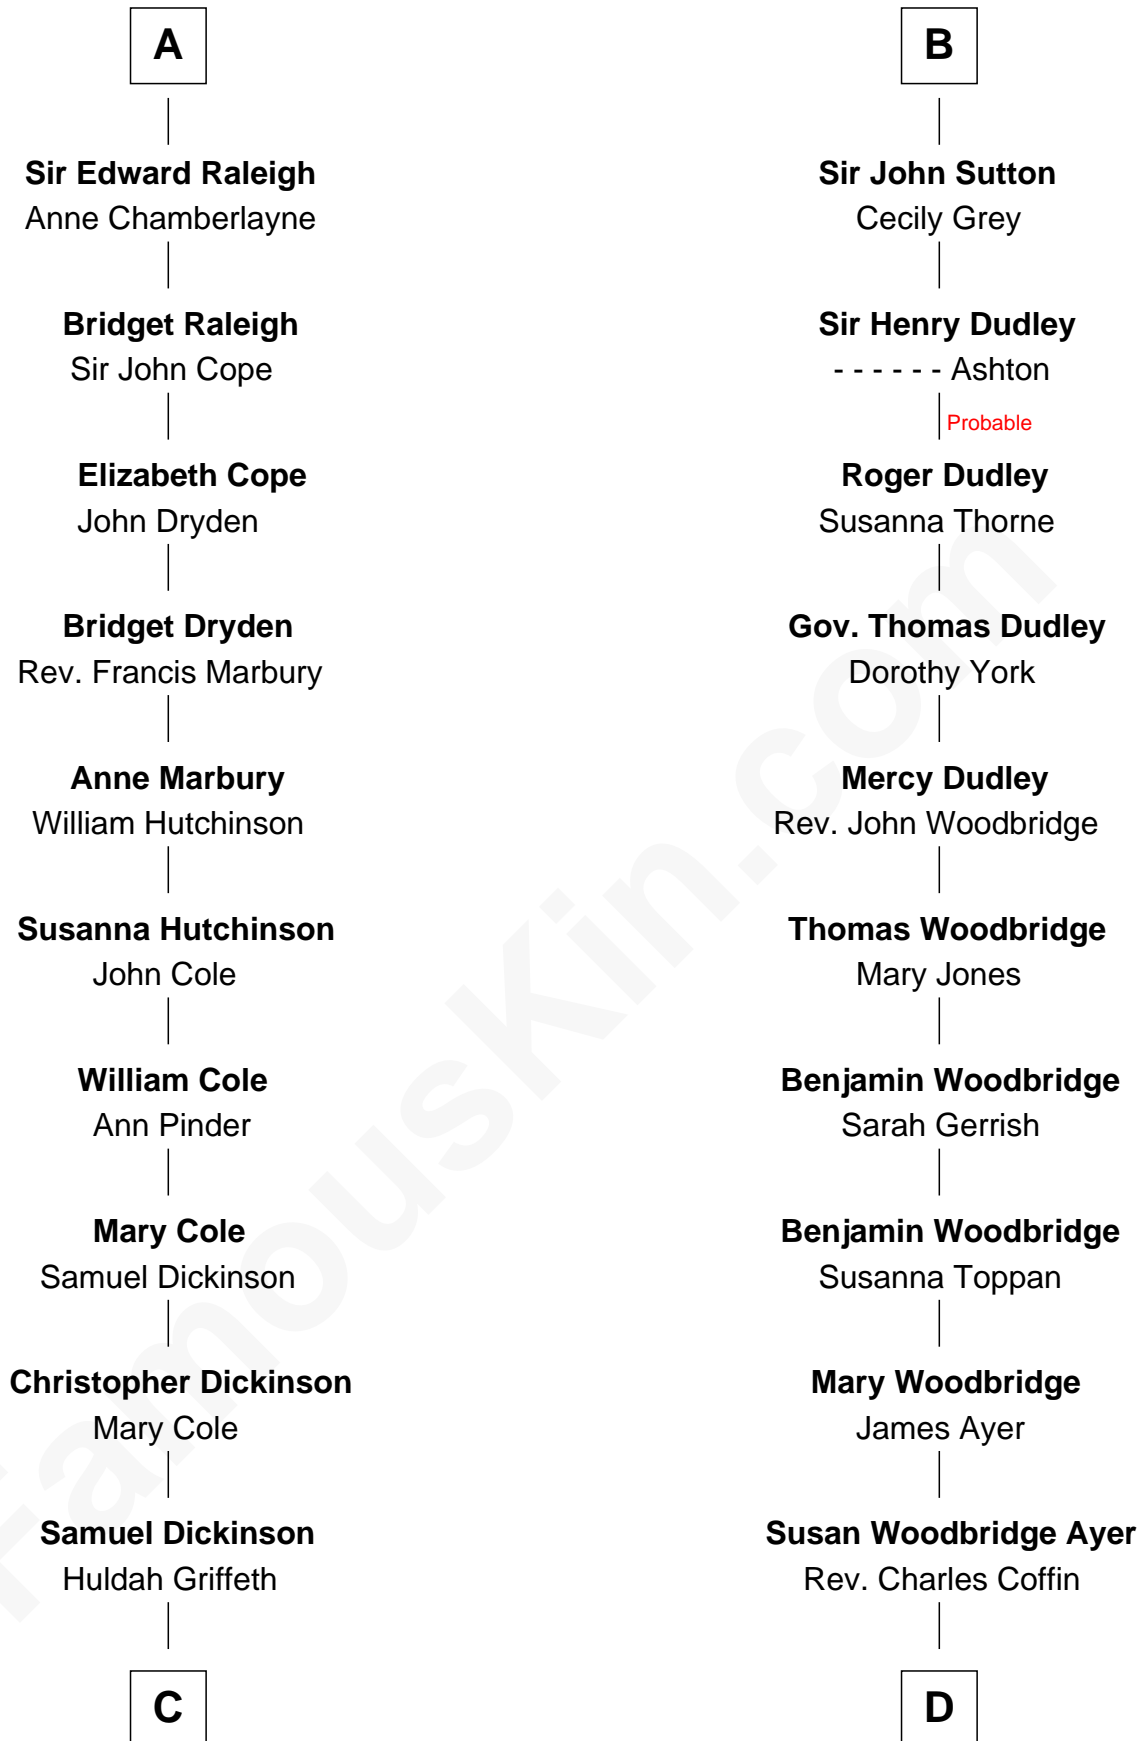 A
Sir Edward Raleigh
Anne Chamberlayne
Bridget Raleigh
Sir John Cope
Elizabeth Cope
John Dryden
Bridget Dryden
Rev. Francis Marbury
Anne Marbury
William Hutchinson
Susanna Hutchinson
John Cole
William Cole
Ann Pinder
Mary Cole
Samuel Dickinson
Christopher Dickinson
Mary Cole
Samuel Dickinson
Huldah Griffeth
C
B
Sir John Sutton
Cecily Grey
Sir Henry Dudley
- - - - - - Ashton
Probable
Roger Dudley
Susanna Thorne
Gov. Thomas Dudley
Dorothy York
Mercy Dudley
Rev. John Woodbridge
Thomas Woodbridge
Mary Jones
Benjamin Woodbridge
Sarah Gerrish
Benjamin Woodbridge
Susanna Toppan
Mary Woodbridge
James Ayer
Susan Woodbridge Ayer
Rev. Charles Coffin
D
FamousKin.com